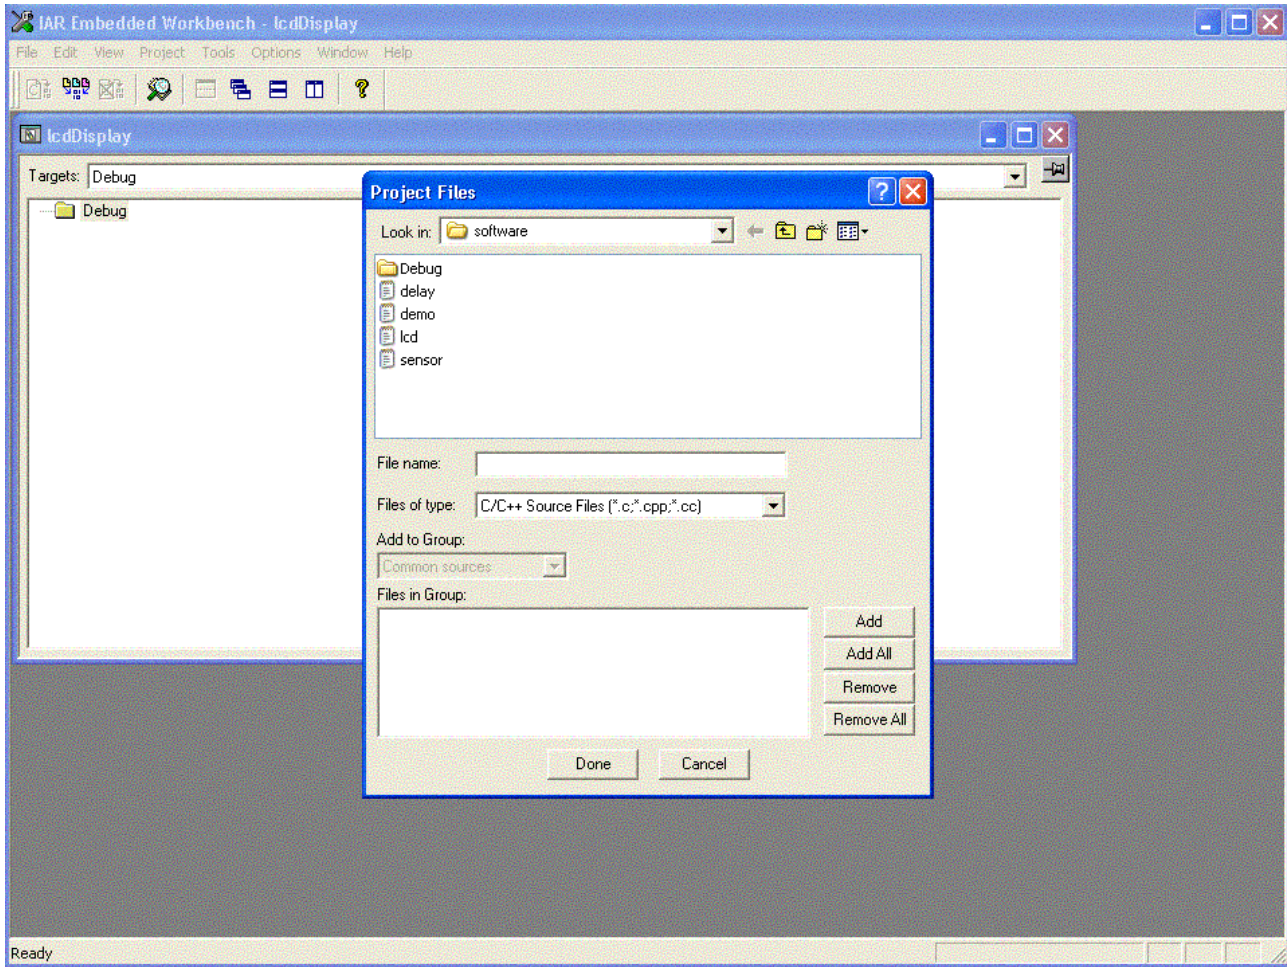 IAR Embedded Workbench - lcdDisplay
File Edit View Project Tools Options Window Help
lcdDisplay
Targets: Debug
Debug
Project Files
Look in: software
Debug
delay
demo
lcd
sensor
File name:
Files of type: C/C++ Source Files (*.c;*.cpp;*.cc)
Add to Group:
Common sources
Files in Group:
Add
Add All
Remove
Remove All
Done Cancel
Ready